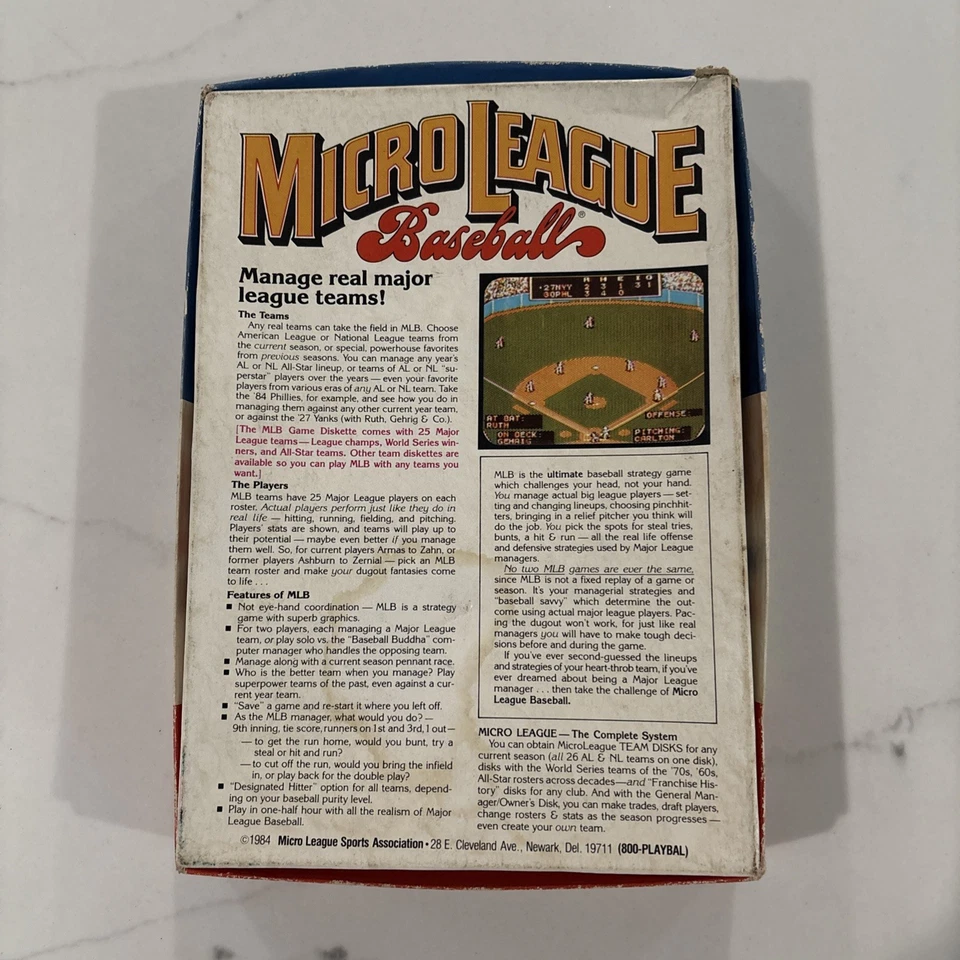 MICRO LEAGUE
Baseball®
Manage real major
league teams!
The Teams
Any real teams can take the field in MLB. Choose
American League or National League teams from
the current season, or special, powerhouse favorites
from previous seasons. You can manage any year's
AL or NL All-Star lineup, or teams of AL or NL "su-
perstar" players over the years — even your favorite
players from various eras of any AL or NL team. Take
the '84 Phillies, for example, and see how you do in
managing them against any other current year team,
or against the '27 Yanks (with Ruth, Gehrig & Co.).
[The MLB Game Diskette comes with 25 Major
League teams — League champs, World Series win-
ners, and All-Star teams. Other team diskettes are
available so you can play MLB with any teams you
want.]
The Players
MLB teams have 25 Major League players on each
roster. Actual players perform just like they do in
real life — hitting, running, fielding, and pitching.
Players' stats are shown, and teams will play up to
their potential — maybe even better if you manage
them well. So, for current players Armas to Zahn, or
former players Ashburn to Zernial — pick an MLB
team roster and make your dugout fantasies come
to life . . .
Features of MLB
■ Not eye-hand coordination — MLB is a strategy
game with superb graphics.
■ For two players, each managing a Major League
team, or play solo vs. the "Baseball Buddha" com-
puter manager who handles the opposing team.
■ Manage along with a current season pennant race.
■ Who is the better team when you manage? Play
superpower teams of the past, even against a cur-
rent year team.
■ "Save" a game and re-start it where you left off.
■ As the MLB manager, what would you do? —
9th inning, tie score, runners on 1st and 3rd, 1 out —
— to get the run home, would you bunt, try a
steal or hit and run?
— to cut off the run, would you bring the infield
in, or play back for the double play?
■ "Designated Hitter" option for all teams, depend-
ing on your baseball purity level.
■ Play in one-half hour with all the realism of Major
League Baseball.
R H E I O
·27NYY 2 3 1 3 1
80PHL 3 4 0
AT BAT:
RUTH
ON DECK:
GEHRIG
OFFENSE:
PITCHING:
CARLTON
MLB is the ultimate baseball strategy game
which challenges your head, not your hand.
You manage actual big league players — set-
ting and changing lineups, choosing pinchhit-
ters, bringing in a relief pitcher you think will
do the job. You pick the spots for steal tries,
bunts, a hit & run — all the real life offense
and defensive strategies used by Major League
managers.
No two MLB games are ever the same,
since MLB is not a fixed replay of a game or
season. It's your managerial strategies and
"baseball savvy" which determine the out-
come using actual major league players. Pac-
ing the dugout won't work, for just like real
managers you will have to make tough deci-
sions before and during the game.
If you've ever second-guessed the lineups
and strategies of your heart-throb team, if you've
ever dreamed about being a Major League
manager . . . then take the challenge of Micro
League Baseball.
MICRO LEAGUE — The Complete System
You can obtain MicroLeague TEAM DISKS for any
current season (all 26 AL & NL teams on one disk),
disks with the World Series teams of the '70s, '60s,
All-Star rosters across decades—and "Franchise His-
tory" disks for any club. And with the General Man-
ager/Owner's Disk, you can make trades, draft players,
change rosters & stats as the season progresses —
even create your own team.
©1984 Micro League Sports Association • 28 E. Cleveland Ave., Newark, Del. 19711 (800-PLAYBAL)